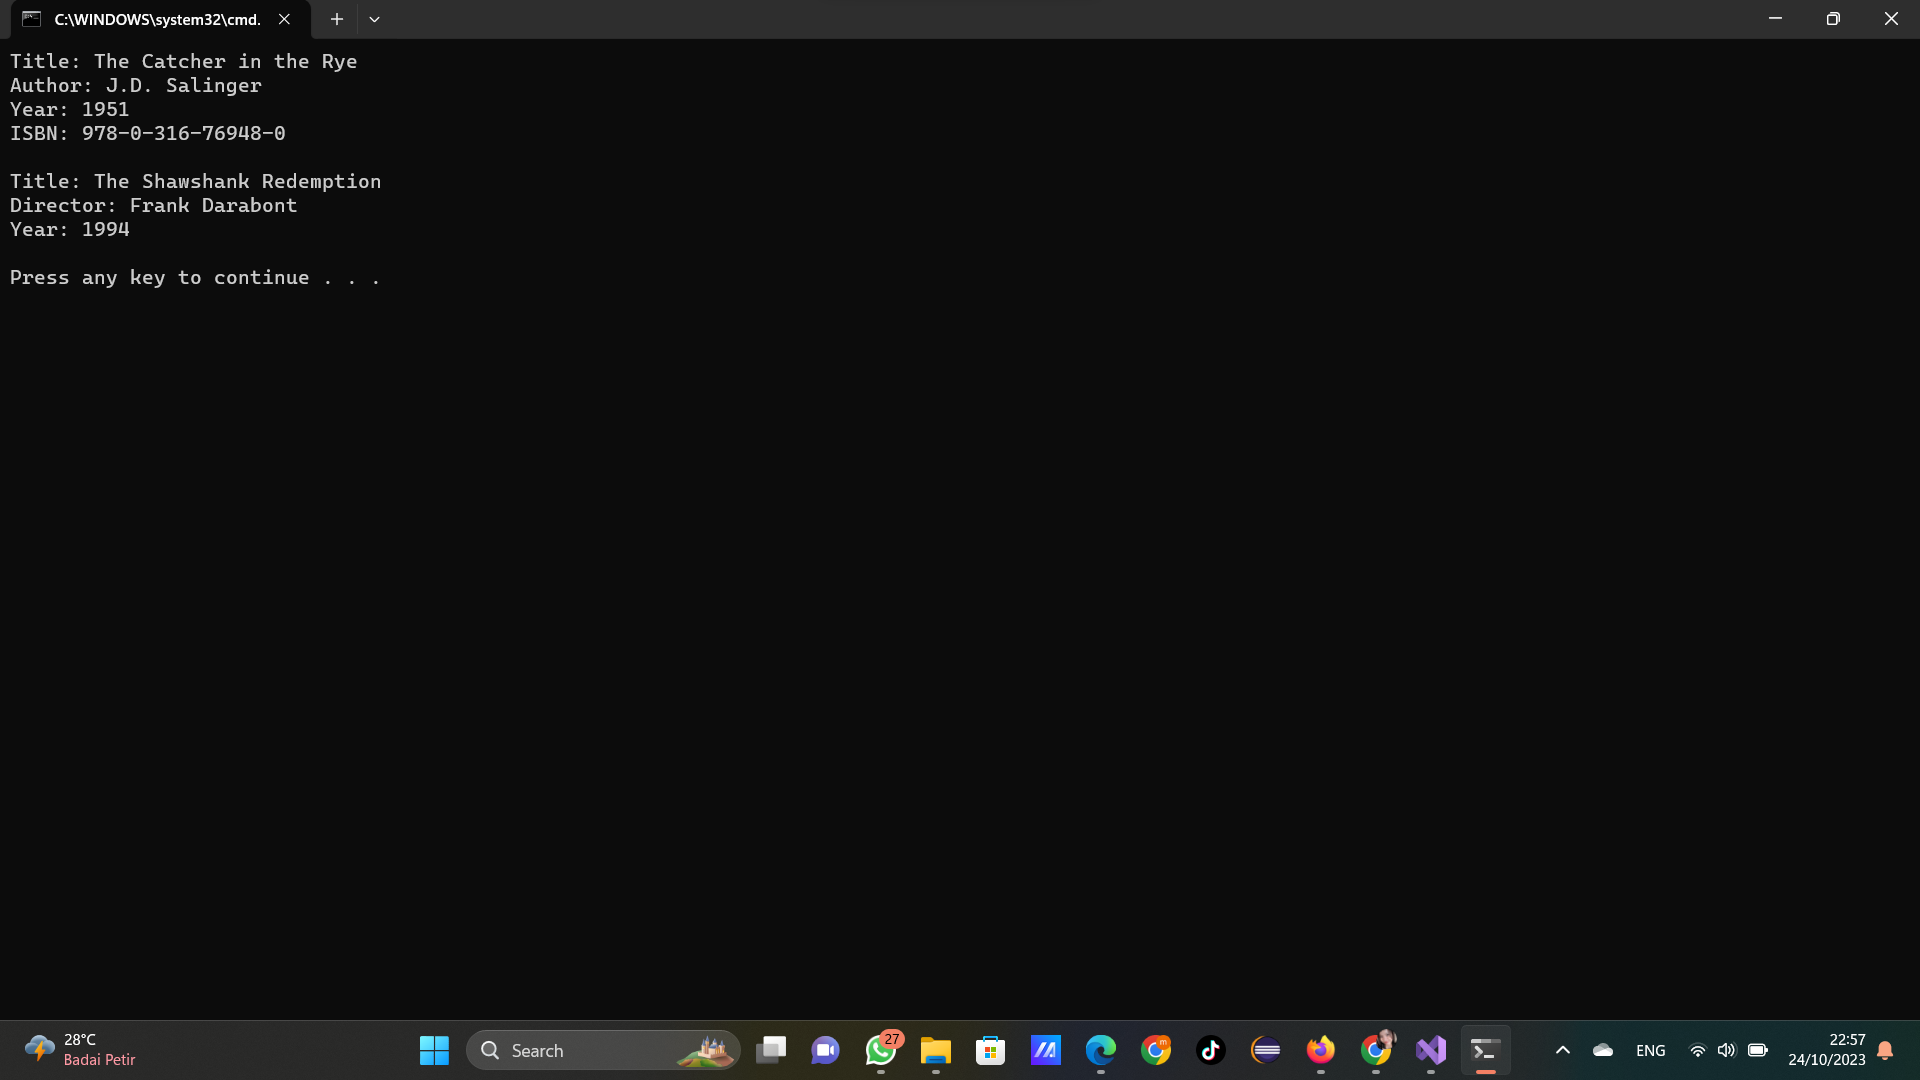 C:\WINDOWS\system32\cmd.
Title: The Catcher in the Rye
Author: J.D. Salinger
Year: 1951
ISBN: 978-0-316-76948-0
Title: The Shawshank Redemption
Director: Frank Darabont
Year: 1994
Press any key to continue . . .
28°C
Badai Petir
Search
27
m
ENG
22:57
24/10/2023